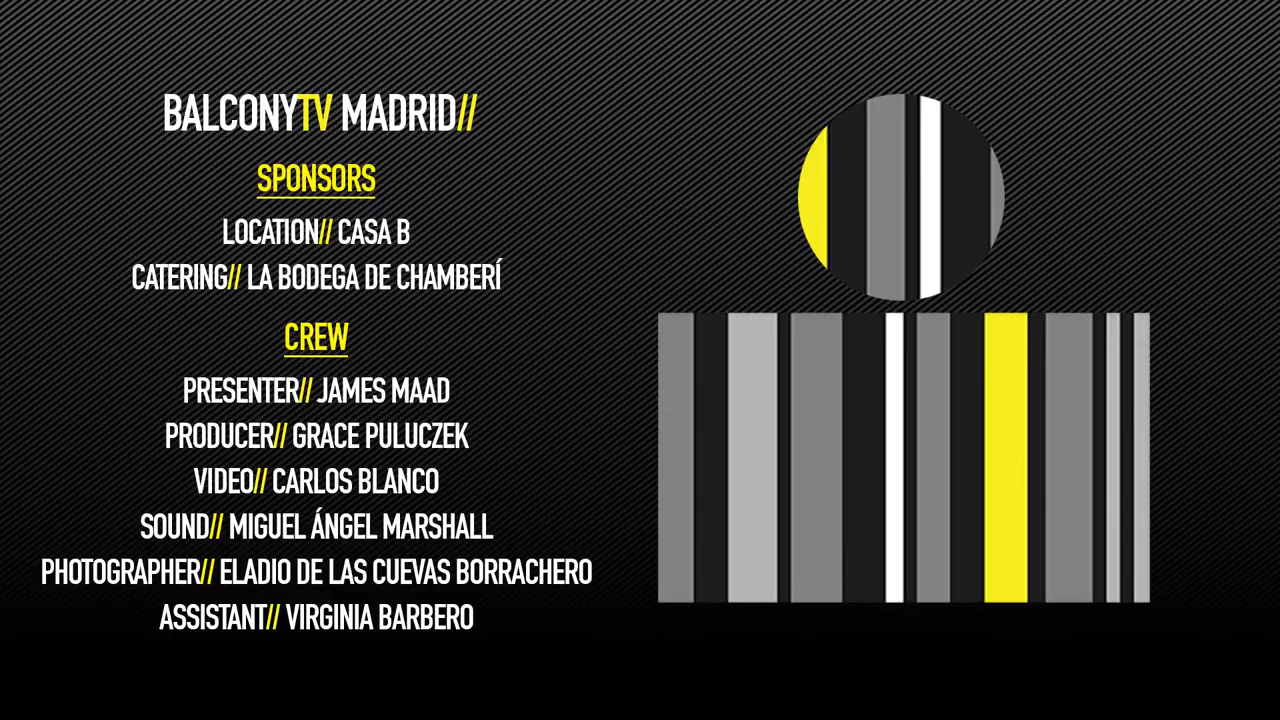 BALCONYTV MADRID//
SPONSORS
LOCATION// CASA B
CATERING// LA BODEGA DE CHAMBERÍ
CREW
PRESENTER// JAMES MAAD
PRODUCER// GRACE PULUCZEK
VIDEO// CARLOS BLANCO
SOUND// MIGUEL ÁNGEL MARSHALL
PHOTOGRAPHER// ELADIO DE LAS CUEVAS BORRACHERO
ASSISTANT// VIRGINIA BARBERO